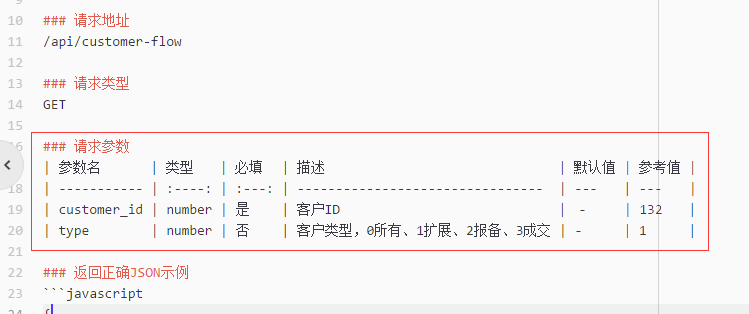 10 ### 请求地址
11 /api/customer-flow
12
13 ### 请求类型
14 GET
15
16 ### 请求参数
| 参数名 | 类型 | 必填 | 描述 | 默认值 | 参考值 |
18 | ----------- | :----: | :---: | -------------------------------- | --- | --- |
19 | customer_id | number | 是 | 客户ID | - | 132 |
20 | type | number | 否 | 客户类型，0所有、1扩展、2报备、3成交 | - | 1 |
21
22 ### 返回正确JSON示例
23 ```javascript
24 {